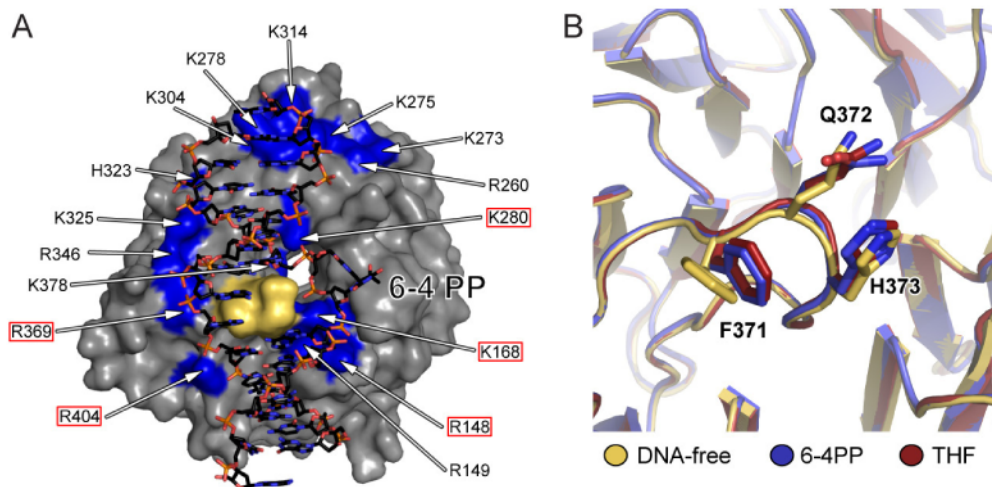 A
K314
K278
K304
K275
K273
H323
R260
K325
K280
R346
K378
6-4 PP
R369
K168
R404
R148
R149
B
Q372
H373
F371
DNA-free 6-4PP THF